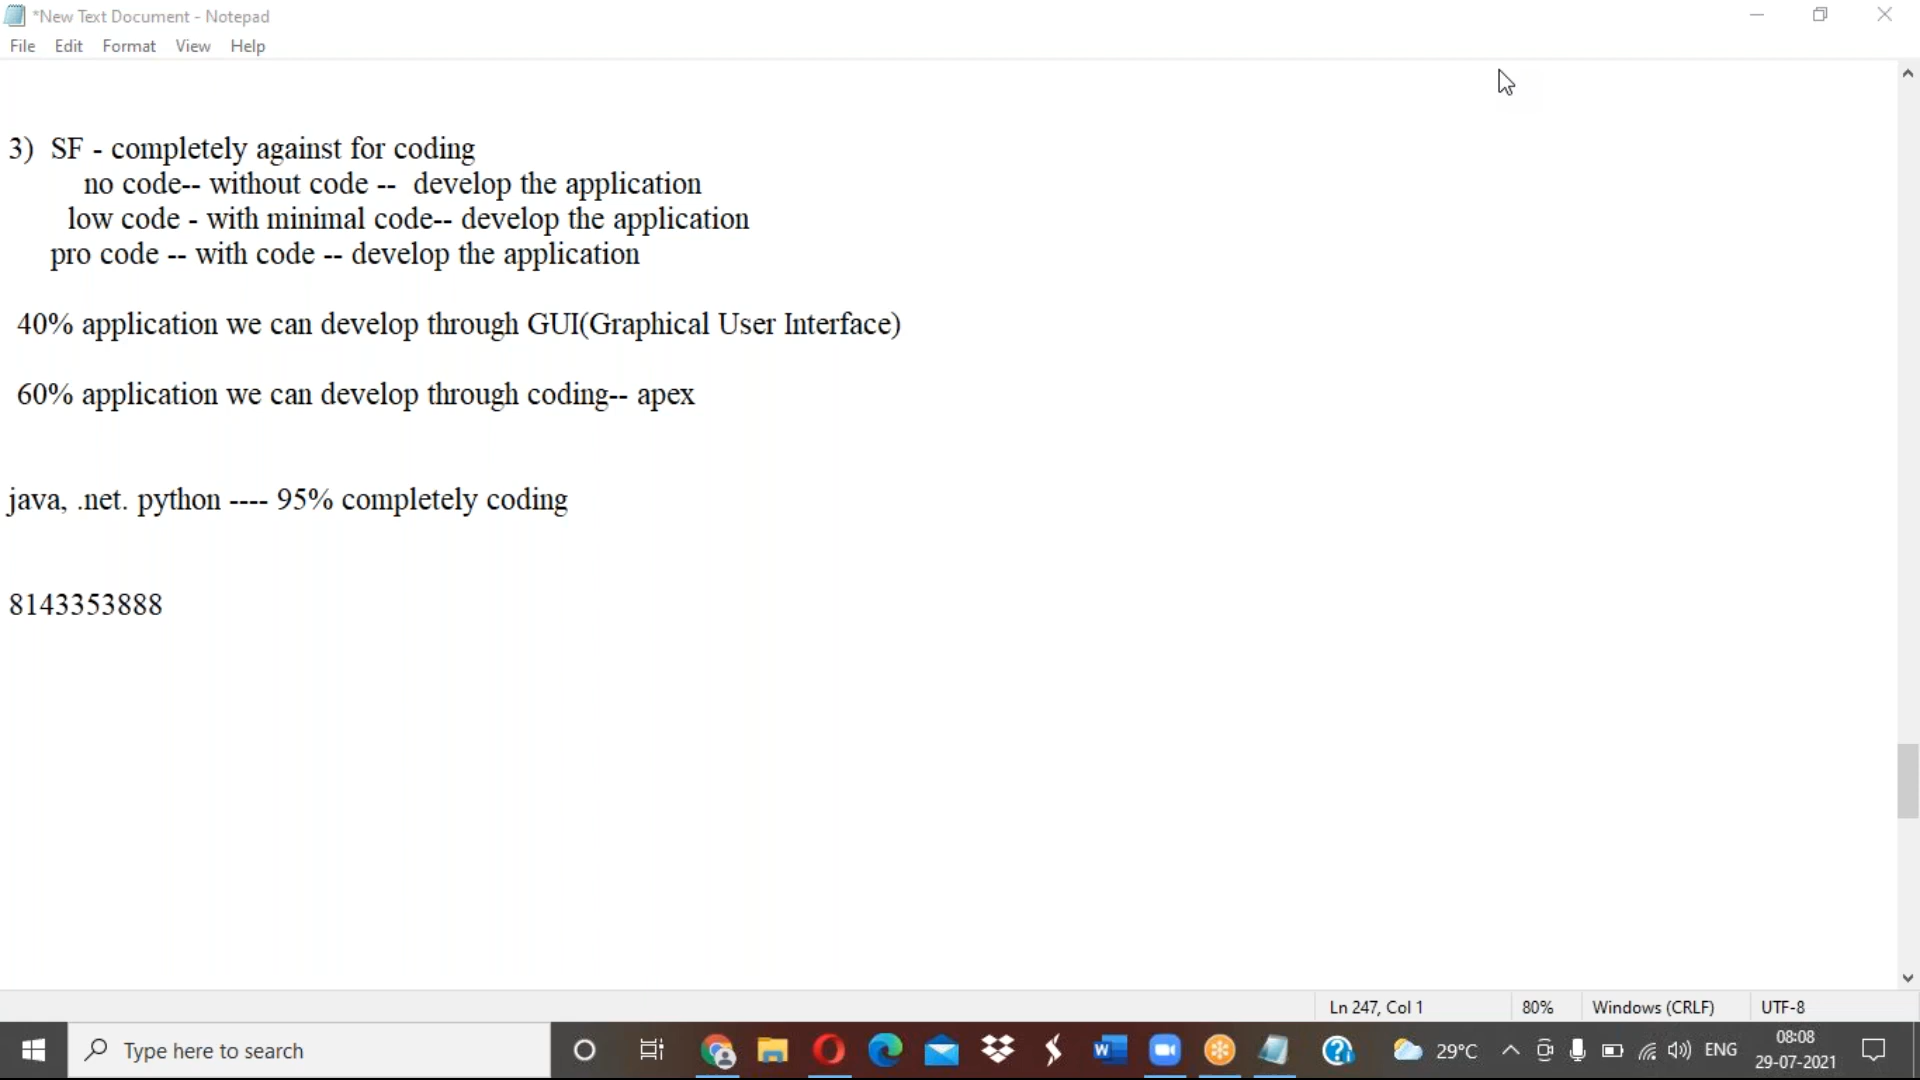 *New Text Document - Notepad
File Edit Format View Help
3) SF - completely against for coding
no code-- without code -- develop the application
low code - with minimal code-- develop the application
pro code -- with code -- develop the application
40% application we can develop through GUI(Graphical User Interface)
60% application we can develop through coding-- apex
java, .net. python ---- 95% completely coding
8143353888
Ln 247, Col 1 80% Windows (CRLF) UTF-8
Type here to search 29°C ENG 08:08
29-07-2021